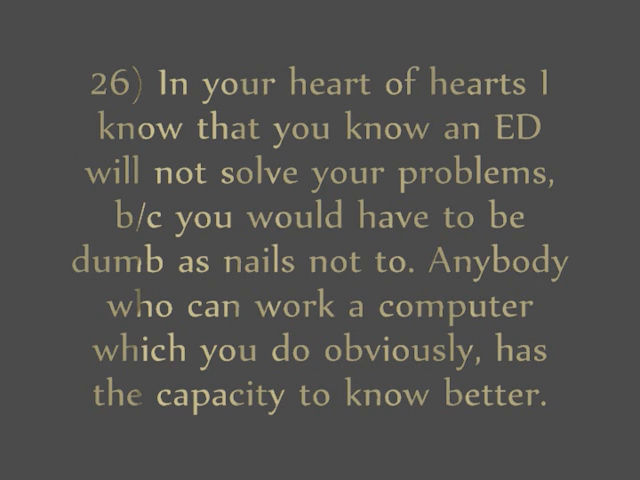 26) In your heart of hearts I
know that you know an ED
will not solve your problems,
b/c you would have to be
dumb as nails not to. Anybody
who can work a computer
which you do obviously, has
the capacity to know better.